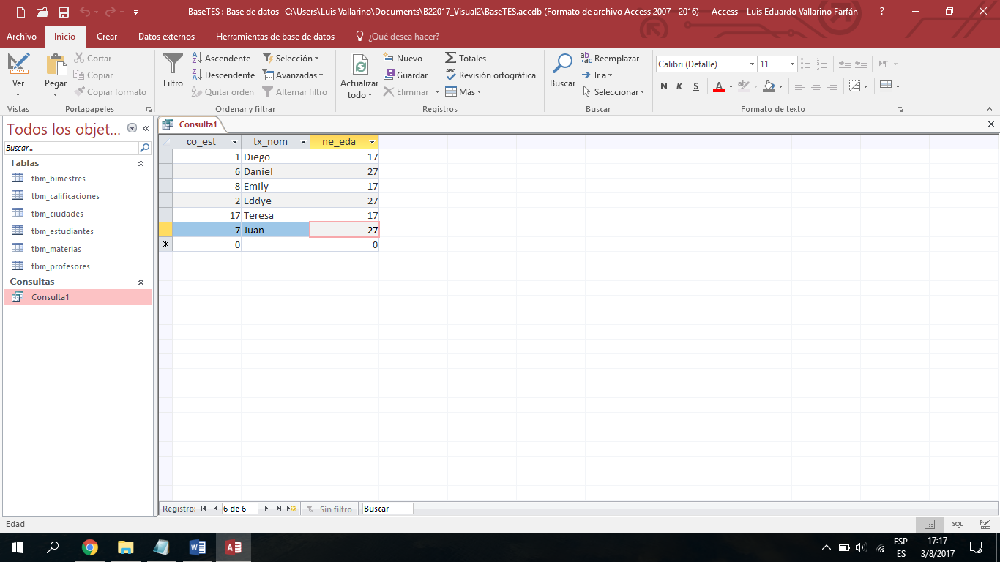 BaseTES : Base de datos- C:\Users\Luis Vallarino\Documents\B22017_Visual2\BaseTES.accdb (Formato de archivo Access 2007 - 2016) - Access Luis Eduardo Vallarino Farfán ?
Archivo Inicio Crear Datos externos Herramientas de base de datos ¿Qué desea hacer?
Ver
Vistas
Pegar
Cortar
Copiar
Copiar formato
Portapapeles
Filtro
Ascendente
Descendente
Quitar orden
Selección
Avanzadas
Alternar filtro
Ordenar y filtrar
Actualizar
todo
Nuevo
Guardar
Eliminar
Totales
Revisión ortográfica
Más
Registros
Buscar
Reemplazar
Ir a
Seleccionar
Buscar
Calibri (Detalle) 11
N K S A
Formato de texto
Todos los objet... «
Buscar...
Tablas
tbm_bimestres
tbm_calificaciones
tbm_ciudades
tbm_estudiantes
tbm_materias
tbm_profesores
Consultas
Consulta1
Consulta1
co_est tx_nom ne_eda
1 Diego 17
6 Daniel 27
8 Emily 17
2 Eddye 27
17 Teresa 17
7 Juan 27
* 0 0
Registro: 6 de 6 Sin filtro Buscar
Edad SQL
ESP 17:17
ES 3/8/2017